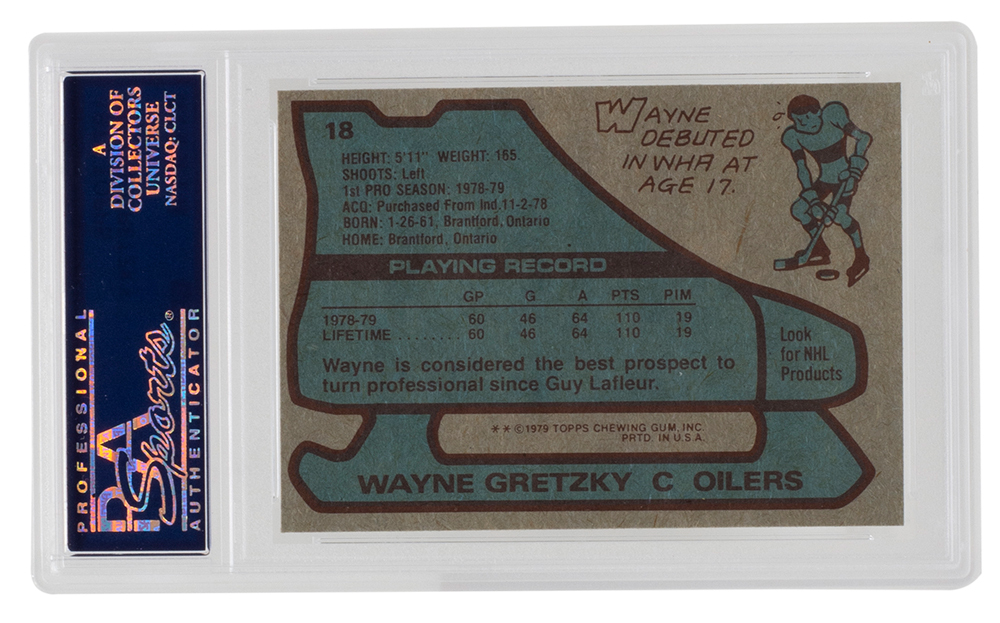 A
DIVISION OF
COLLECTORS
UNIVERSE
NASDAQ: CLCT
PROFESSIONAL
PSA
Sports®
AUTHENTICATOR
18
HEIGHT: 5'11" WEIGHT: 165.
SHOOTS: Left
1st PRO SEASON: 1978-79
ACQ: Purchased From Ind.11-2-78
BORN: 1-26-61, Brantford, Ontario
HOME: Brantford, Ontario
WAYNE
DEBUTED
IN WHA AT
AGE 17.
PLAYING RECORD
GP G A PTS PIM
1978-79 60 46 64 110 19
LIFETIME ........ 60 46 64 110 19
Wayne is considered the best prospect to
turn professional since Guy Lafleur.
Look
for NHL
Products
**©1979 TOPPS CHEWING GUM, INC.
PRTD. IN U.S.A.
WAYNE GRETZKY C OILERS